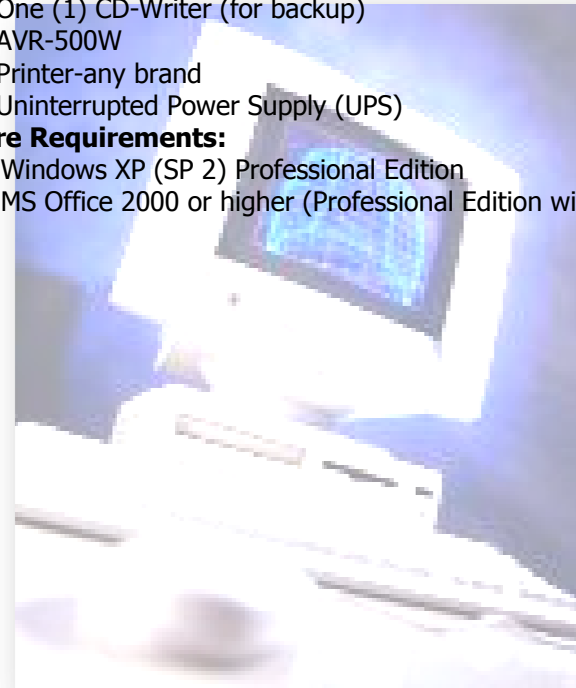 One (1) CD-Writer (for backup)
AVR-500W
Printer-any brand
Uninterrupted Power Supply (UPS)
re Requirements:
Windows XP (SP 2) Professional Edition
MS Office 2000 or higher (Professional Edition wi